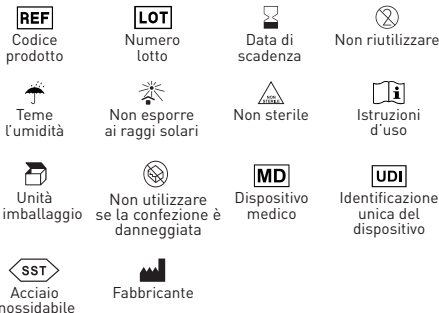 REF
LOT
2
Codice
prodotto
Numero
lotto
Data di
scadenza
Non riutilizzare
NON
STERILE
i
Teme
l'umidità
Non esporre
ai raggi solari
Non sterile
Istruzioni
d'uso
MD
UDI
Unità
imballaggio
Non utilizzare
se la confezione è
danneggiata
Dispositivo
medico
Identificazione
unica del
dispositivo
SST
Acciaio
inossidabile
Fabbricante